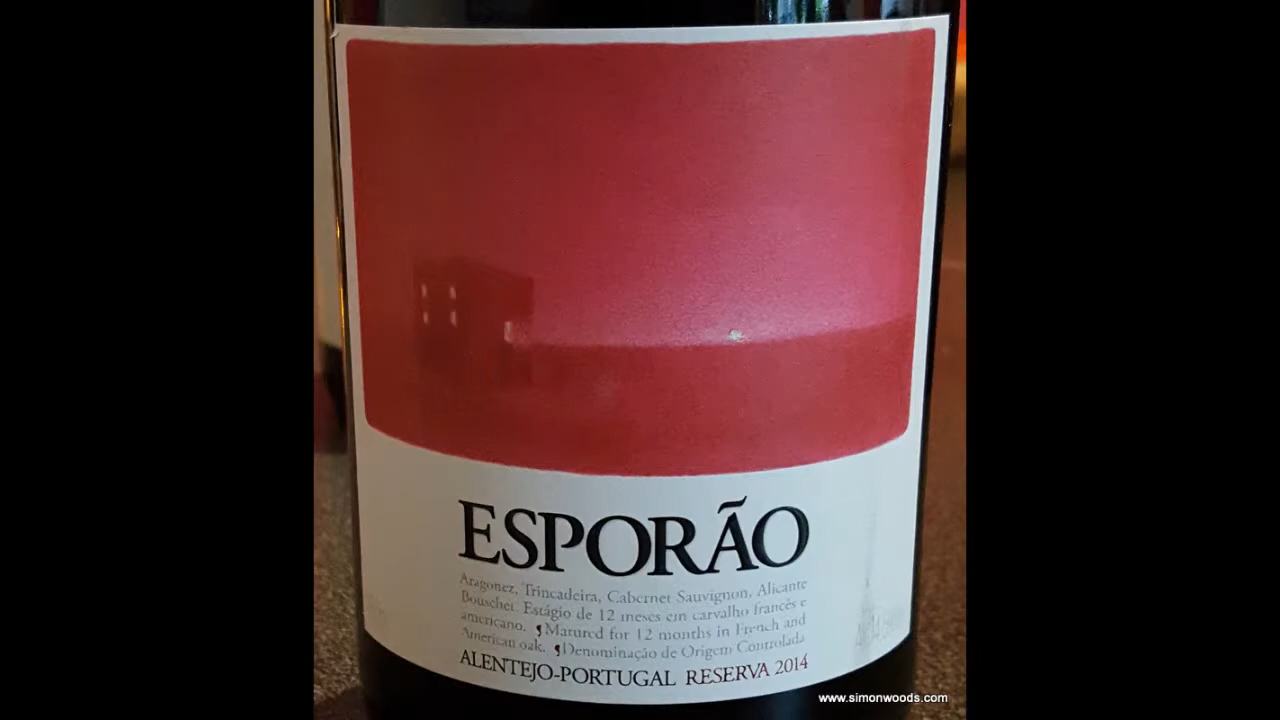 ESPORÃO
Aragonez, Trincadeira, Cabernet Sauvignon, Alicante
Bouschet. Estágio de 12 meses em carvalho francês e
americano. ¶Matured for 12 months in French and
American oak. ¶Denominação de Origem Controlada
ALENTEJO-PORTUGAL RESERVA 2014
www.simonwoods.com